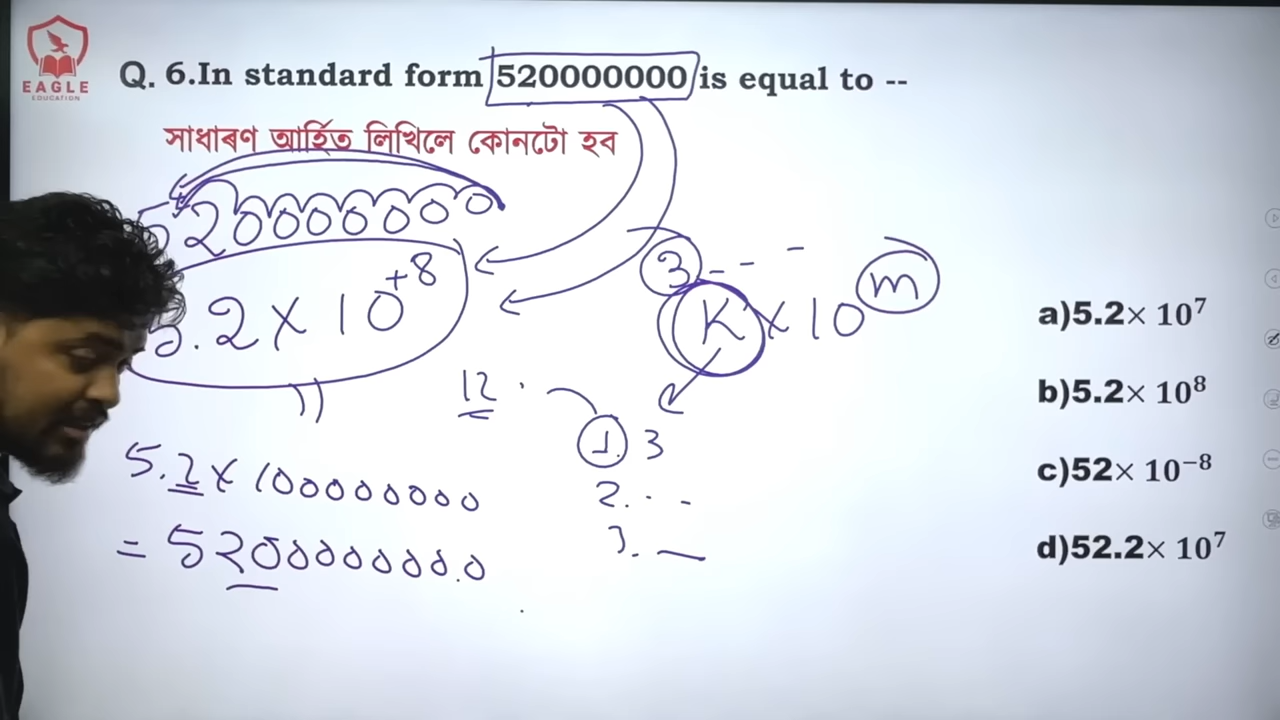 EAGLE
EDUCATION
Q. 6.In standard form 520000000 is equal to --
সাধাৰণ আৰ্হিত লিখিলে কোনটো হব
520000000
5.2 × 10⁺⁸
3 - - -
K × 10ᵐ
12
1. 3
2. . -
3. —
5.2 × 100000000
= 520000000.0
a)5.2× 10⁷
b)5.2× 10⁸
c)52× 10⁻⁸
d)52.2× 10⁷